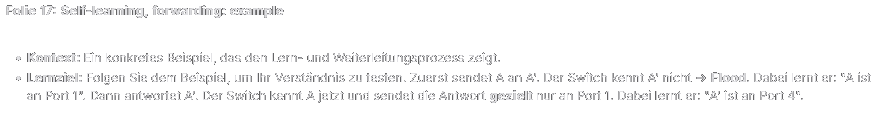 Folie 17: Self-learning, forwarding: example
• Kontext: Ein konkretes Beispiel, das den Lern- und Weiterleitungsprozess zeigt.
• Lernziel: Folgen Sie dem Beispiel, um Ihr Verständnis zu testen. Zuerst sendet A an A'. Der Switch kennt A' nicht → Flood. Dabei lernt er: "A ist
an Port 1". Dann antwortet A'. Der Switch kennt A jetzt und sendet die Antwort gezielt nur an Port 1. Dabei lernt er: "A' ist an Port 4".